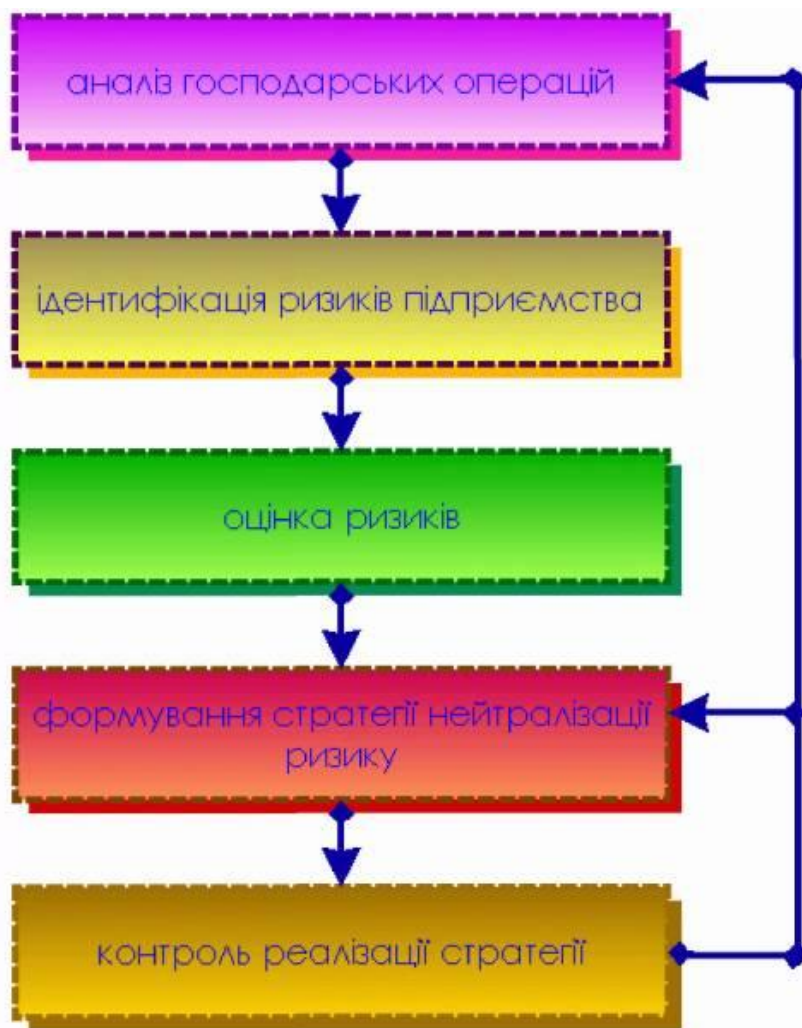 аналіз господарських операцій
ідентифікація ризиків підприємства
оцінка ризиків
формування стратегії нейтралізації
ризику
контроль реалізації стратегії